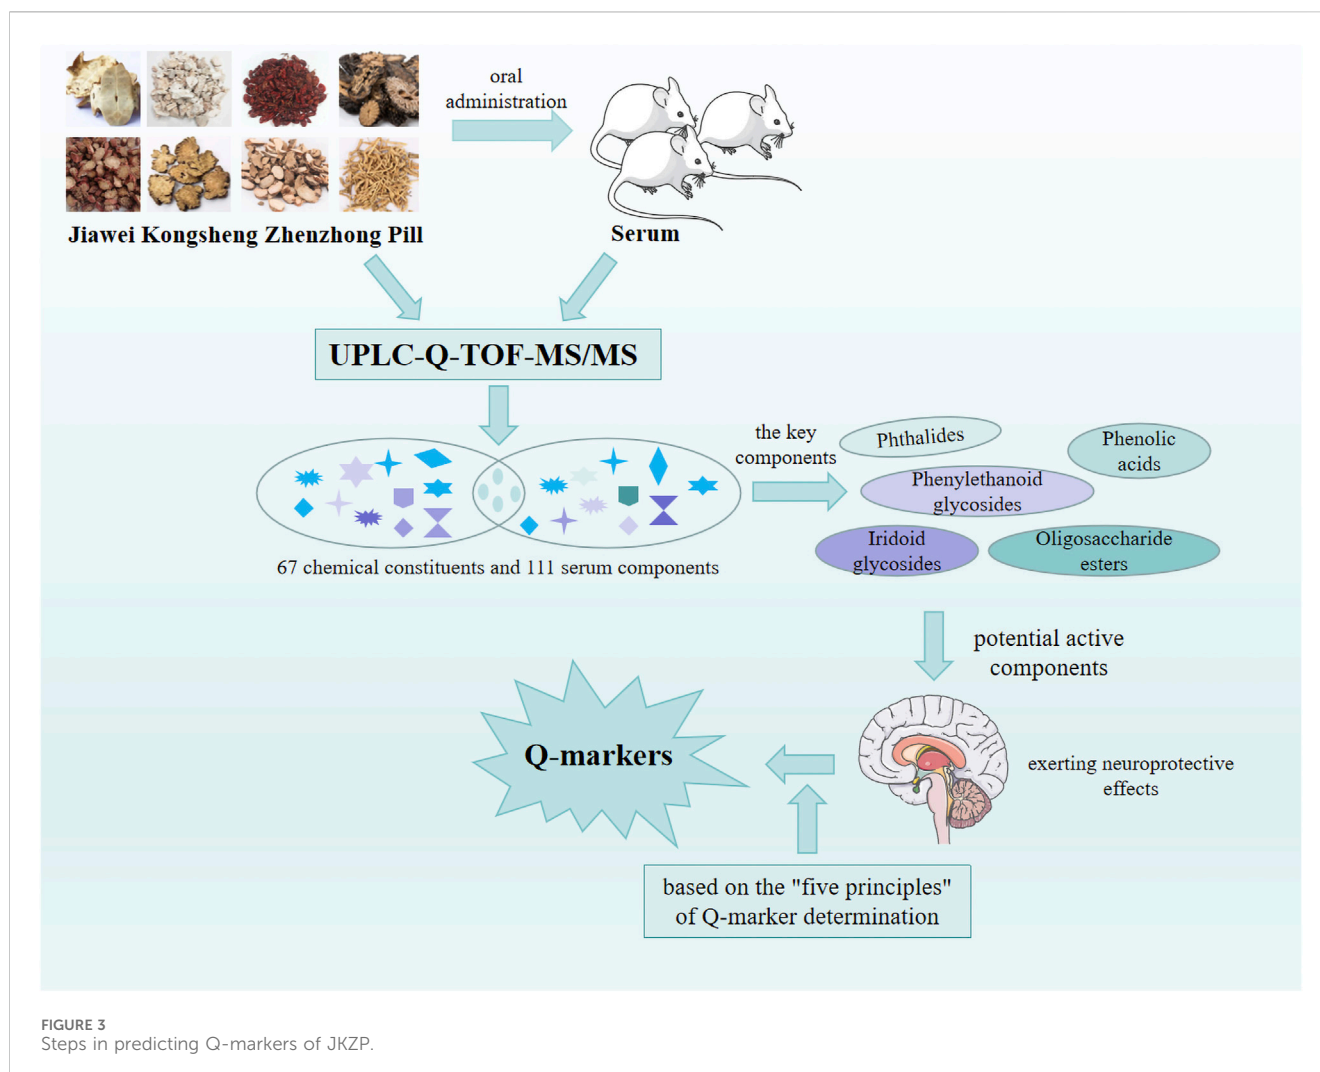 oral
administration
Jiawei Kongsheng Zhenzhong Pill
Serum
UPLC-Q-TOF-MS/MS
67 chemical constituents and 111 serum components
the key
components
Phthalides
Phenolic
acids
Phenylethanoid
glycosides
Iridoid
glycosides
Oligosaccharide
esters
potential active
components
exerting neuroprotective
effects
Q-markers
based on the "five principles"
of Q-marker determination
FIGURE 3
Steps in predicting Q-markers of JKZP.